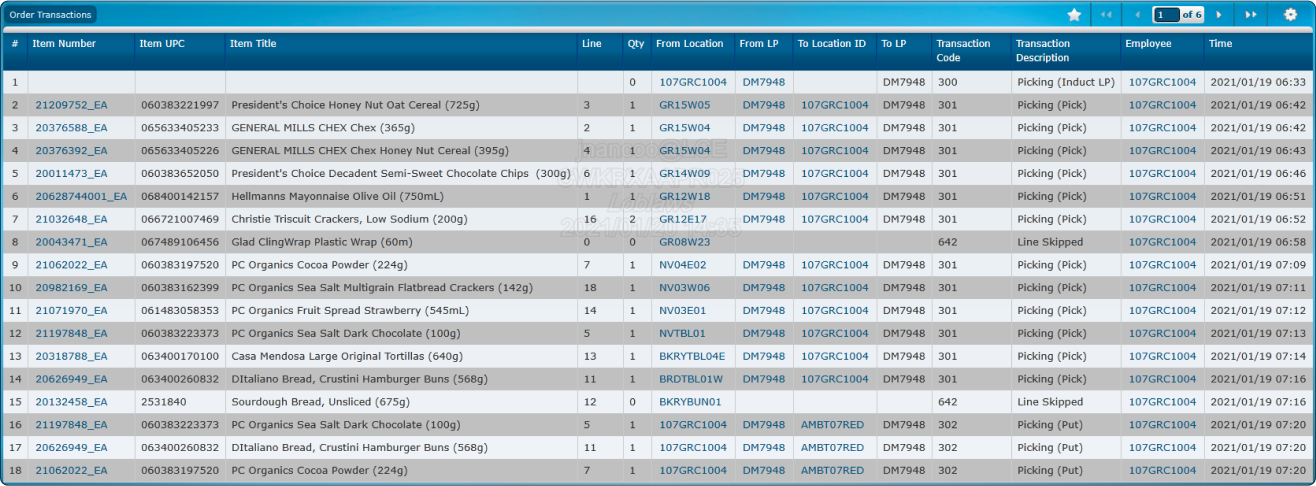 Order Transactions
1 of 6
# Item Number Item UPC Item Title Line Qty From Location From LP To Location ID To LP Transaction Code Transaction Description Employee Time
1 0 107GRC1004 DM7948 DM7948 300 Picking (Induct LP) 107GRC1004 2021/01/19 06:33
2 21209752_EA 060383221997 President's Choice Honey Nut Oat Cereal (725g) 3 1 GR15W05 DM7948 107GRC1004 DM7948 301 Picking (Pick) 107GRC1004 2021/01/19 06:42
3 20376588_EA 065633405233 GENERAL MILLS CHEX Chex (365g) 2 1 GR15W04 DM7948 107GRC1004 DM7948 301 Picking (Pick) 107GRC1004 2021/01/19 06:42
4 20376392_EA 065633405226 GENERAL MILLS CHEX Chex Honey Nut Cereal (395g) 4 1 GR15W04 DM7948 107GRC1004 DM7948 301 Picking (Pick) 107GRC1004 2021/01/19 06:43
5 20011473_EA 060383652050 President's Choice Decadent Semi-Sweet Chocolate Chips (300g) 6 1 GR14W09 DM7948 107GRC1004 DM7948 301 Picking (Pick) 107GRC1004 2021/01/19 06:46
6 20628744001_EA 068400142157 Hellmanns Mayonnaise Olive Oil (750mL) 1 1 GR12W18 DM7948 107GRC1004 DM7948 301 Picking (Pick) 107GRC1004 2021/01/19 06:51
7 21032648_EA 066721007469 Christie Triscuit Crackers, Low Sodium (200g) 16 2 GR12E17 DM7948 107GRC1004 DM7948 301 Picking (Pick) 107GRC1004 2021/01/19 06:52
Loblaws
2021/01/20 14:35
8 20043471_EA 067489106456 Glad ClingWrap Plastic Wrap (60m) 0 0 GR08W23 642 Line Skipped 107GRC1004 2021/01/19 06:58
9 21062022_EA 060383197520 PC Organics Cocoa Powder (224g) 7 1 NV04E02 DM7948 107GRC1004 DM7948 301 Picking (Pick) 107GRC1004 2021/01/19 07:09
10 20982169_EA 060383162399 PC Organics Sea Salt Multigrain Flatbread Crackers (142g) 18 1 NV03W06 DM7948 107GRC1004 DM7948 301 Picking (Pick) 107GRC1004 2021/01/19 07:11
11 21071970_EA 061483058353 PC Organics Fruit Spread Strawberry (545mL) 14 1 NV03E01 DM7948 107GRC1004 DM7948 301 Picking (Pick) 107GRC1004 2021/01/19 07:12
12 21197848_EA 060383223373 PC Organics Sea Salt Dark Chocolate (100g) 5 1 NVTBL01 DM7948 107GRC1004 DM7948 301 Picking (Pick) 107GRC1004 2021/01/19 07:13
13 20318788_EA 063400170100 Casa Mendosa Large Original Tortillas (640g) 13 1 BKRYTBL04E DM7948 107GRC1004 DM7948 301 Picking (Pick) 107GRC1004 2021/01/19 07:14
14 20626949_EA 063400260832 DItaliano Bread, Crustini Hamburger Buns (568g) 11 1 BRDTBL01W DM7948 107GRC1004 DM7948 301 Picking (Pick) 107GRC1004 2021/01/19 07:16
15 20132458_EA 2531840 Sourdough Bread, Unsliced (675g) 12 0 BKRYBUN01 642 Line Skipped 107GRC1004 2021/01/19 07:16
16 21197848_EA 060383223373 PC Organics Sea Salt Dark Chocolate (100g) 5 1 107GRC1004 DM7948 AMBT07RED DM7948 302 Picking (Put) 107GRC1004 2021/01/19 07:20
17 20626949_EA 063400260832 DItaliano Bread, Crustini Hamburger Buns (568g) 11 1 107GRC1004 DM7948 AMBT07RED DM7948 302 Picking (Put) 107GRC1004 2021/01/19 07:20
18 21062022_EA 060383197520 PC Organics Cocoa Powder (224g) 7 1 107GRC1004 DM7948 AMBT07RED DM7948 302 Picking (Put) 107GRC1004 2021/01/19 07:20